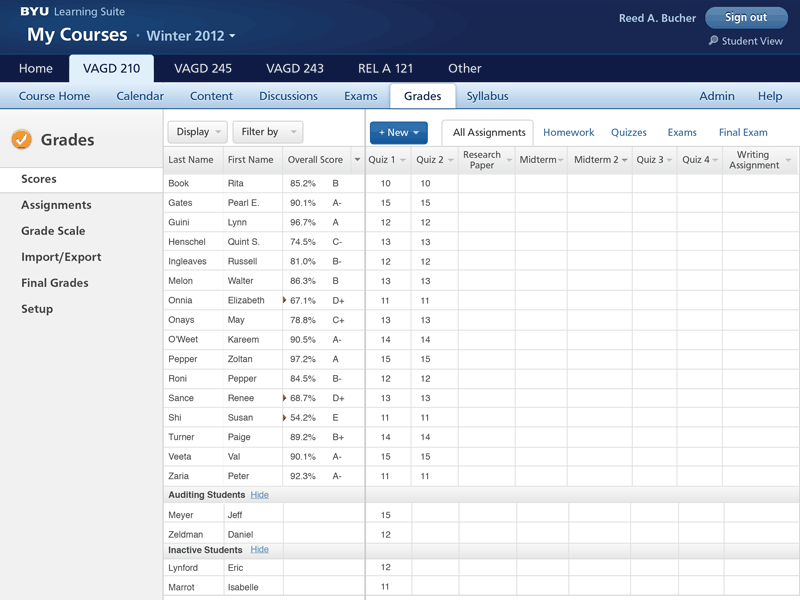 BYU Learning Suite
Reed A. Bucher Sign out
My Courses · Winter 2012
Student View
Home VAGD 210 VAGD 245 VAGD 243 REL A 121 Other
Course Home Calendar Content Discussions Exams Grades Syllabus Admin Help
Grades
Scores
Assignments
Grade Scale
Import/Export
Final Grades
Setup
Display Filter by + New All Assignments Homework Quizzes Exams Final Exam
Last Name First Name Overall Score Quiz 1 Quiz 2 Research Paper Midterm Midterm 2 Quiz 3 Quiz 4 Writing Assignment
Book Rita 85.2% B 10 10
Gates Pearl E. 90.1% A- 15 15
Guini Lynn 96.7% A 12 12
Henschel Quint S. 74.5% C- 13 13
Ingleaves Russell 81.0% B- 12 12
Melon Walter 86.3% B 13 13
Onnia Elizabeth 67.1% D+ 11 11
Onays May 78.8% C+ 13 13
O'Weet Kareem 90.5% A- 14 14
Pepper Zoltan 97.2% A 15 15
Roni Pepper 84.5% B- 12 12
Sance Renee 68.7% D+ 13 13
Shi Susan 54.2% E 11 11
Turner Paige 89.2% B+ 14 14
Veeta Val 90.1% A- 15 15
Zaria Peter 92.3% A- 11 11
Auditing Students Hide
Meyer Jeff 15
Zeldman Daniel 12
Inactive Students Hide
Lynford Eric 12
Marrot Isabelle 11